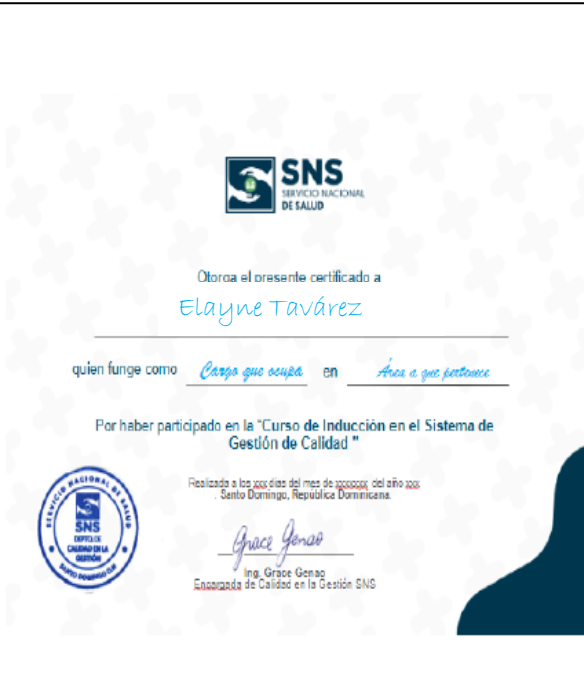 SNS
SERVICIO NACIONAL
DE SALUD
Otorga el presente certificado a
Elayne Tavárez
quien funge como Cargo que ocupa en Área a que pertenece
Por haber participado en la "Curso de Inducción en el Sistema de
Gestión de Calidad "
Realizada a los xxx días del mes de xxxxxxx del año xxx
. Santo Domingo, República Dominicana.
SERVICIO NACIONAL DE SALUD
SNS
DEPTO. DE
CALIDAD EN LA
GESTIÓN
SANTO DOMINGO
Grace Genao
Ing. Grace Genao
Encargada de Calidad en la Gestión SNS